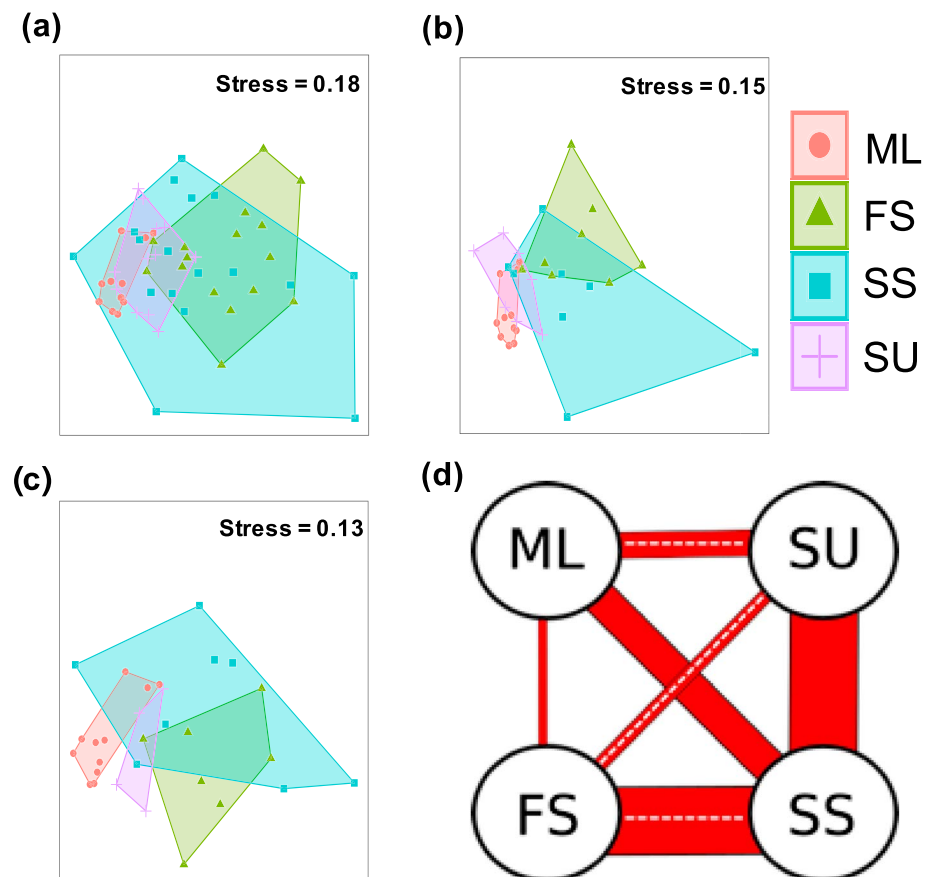 (a)
Stress = 0.18
(b)
Stress = 0.15
ML
FS
SS
SU
(c)
Stress = 0.13
(d)
ML
SU
FS
SS